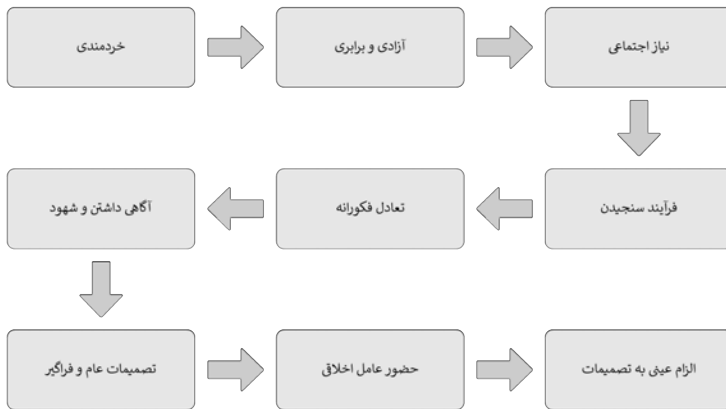 خردمندی
آزادی و برابری
نیاز اجتماعی
فرآیند سنجیدن
تعادل فکورانه
آگاهی داشتن و شهود
تصمیمات عام و فراگیر
حضور عامل اخلاقی
الزام عینی به تصمیمات